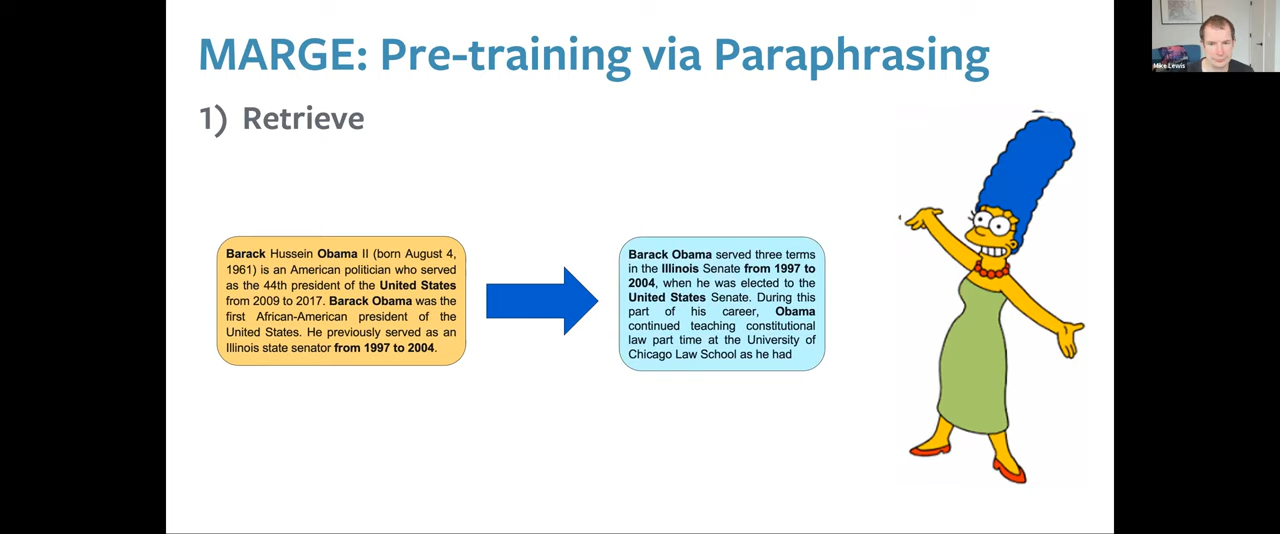 MARGE: Pre-training via Paraphrasing
1) Retrieve
Barack Hussein Obama II (born August 4,
1961) is an American politician who served
as the 44th president of the United States
from 2009 to 2017. Barack Obama was the
first African-American president of the
United States. He previously served as an
Illinois state senator from 1997 to 2004.
Barack Obama served three terms
in the Illinois Senate from 1997 to
2004, when he was elected to the
United States Senate. During this
part of his career, Obama
continued teaching constitutional
law part time at the University of
Chicago Law School as he had
Mike Lewis